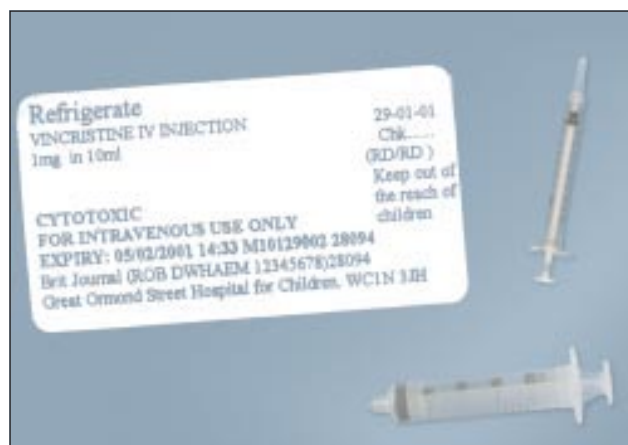 Refrigerate
VINCRISTINE IV INJECTION
1mg in 10ml
29-01-01
Chk......
(RD/RD )
Keep out of
the reach of
children
CYTOTOXIC
FOR INTRAVENOUS USE ONLY
EXPIRY: 05/02/2001 14:33 M10129002 28094
Brit Journal (ROB DWHAEM 12345678)28094
Great Ormond Street Hospital for Children, WC1N 3JH